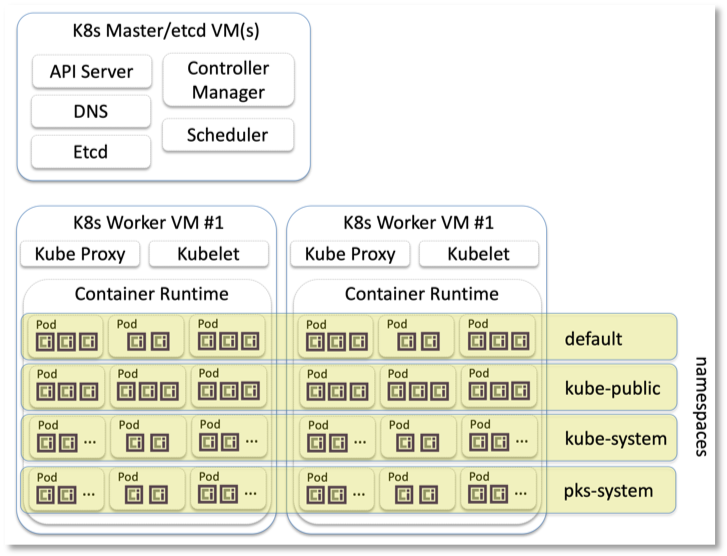 K8s Master/etcd VM(s)
API Server
Controller
Manager
DNS
Scheduler
Etcd
K8s Worker VM #1
K8s Worker VM #1
Kube Proxy
Kubelet
Kube Proxy
Kubelet
Container Runtime
Container Runtime
Pod Pod Pod Pod Pod Pod
Ci Ci Ci Ci Ci Ci Ci Ci Ci Ci Ci Ci Ci Ci Ci Ci
default
Pod Pod Pod Pod Pod Pod
Ci Ci Ci Ci Ci Ci Ci Ci Ci Ci Ci Ci Ci Ci Ci Ci Ci Ci
kube-public
Pod Pod Pod Pod Pod Pod
Ci Ci ... Ci Ci Ci Ci ... Ci Ci ... Ci Ci Ci Ci ...
kube-system
Pod Pod Pod Pod Pod Pod
Ci Ci ... Ci Ci Ci Ci ... Ci Ci ... Ci Ci Ci Ci ...
pks-system
namespaces